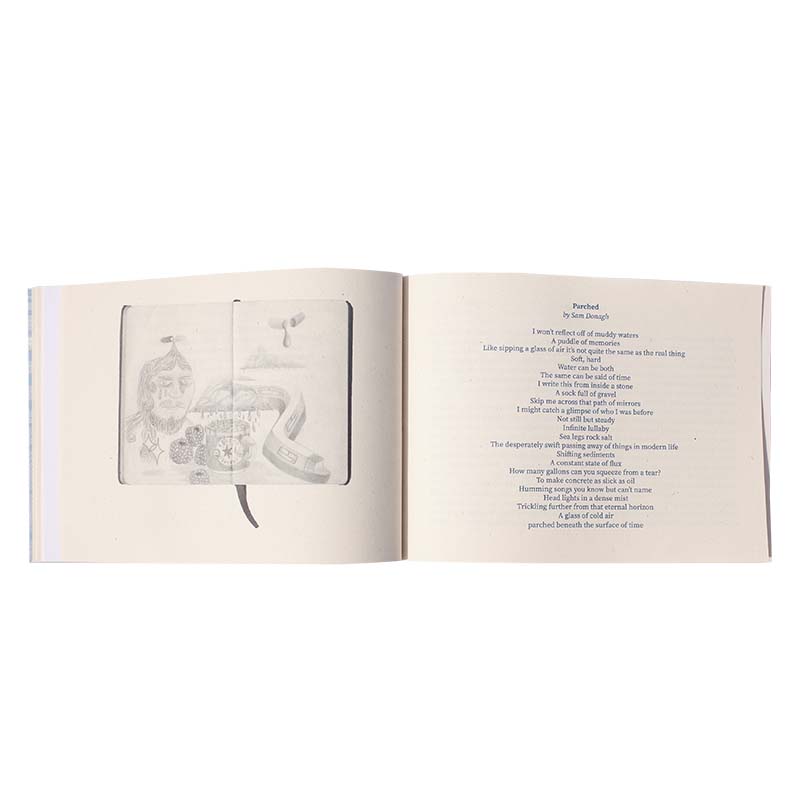 Parched
by Sam Donagh
I won't reflect off of muddy waters
A puddle of memories
Like sipping a glass of air it's not quite the same as the real thing
Soft, hard
Water can be both
The same can be said of time
I write this from inside a stone
A sock full of gravel
Skip me across that path of mirrors
I might catch a glimpse of who I was before
Not still but steady
Infinite lullaby
Sea legs rock salt
The desperately swift passing away of things in modern life
Shifting sediments
A constant state of flux
How many gallons can you squeeze from a tear?
To make concrete as slick as oil
Humming songs you know but can't name
Head lights in a dense mist
Trickling further from that eternal horizon
A glass of cold air
parched beneath the surface of time